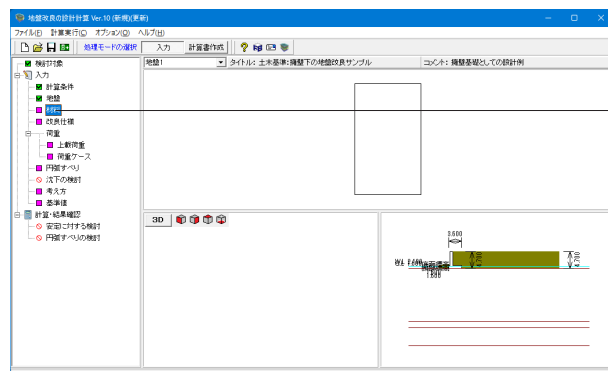 地盤改良の設計計算 Ver.10 (新規)(更新)
ファイル(F) 計算実行(C) オプション(O) ヘルプ(H)
処理モードの選択 入力 計算書作成
検討対象
入力
計算条件
地盤
改良仕様
荷重
上載荷重
荷重ケース
円弧すべり
沈下の検討
考え方
基準値
計算・結果確認
安定に対する検討
円弧すべりの検討
地盤1 タイトル: 土木基準:擁壁下の地盤改良サンプル コメント: 擁壁基礎としての設計例
3D
3.600
4.700
4.700